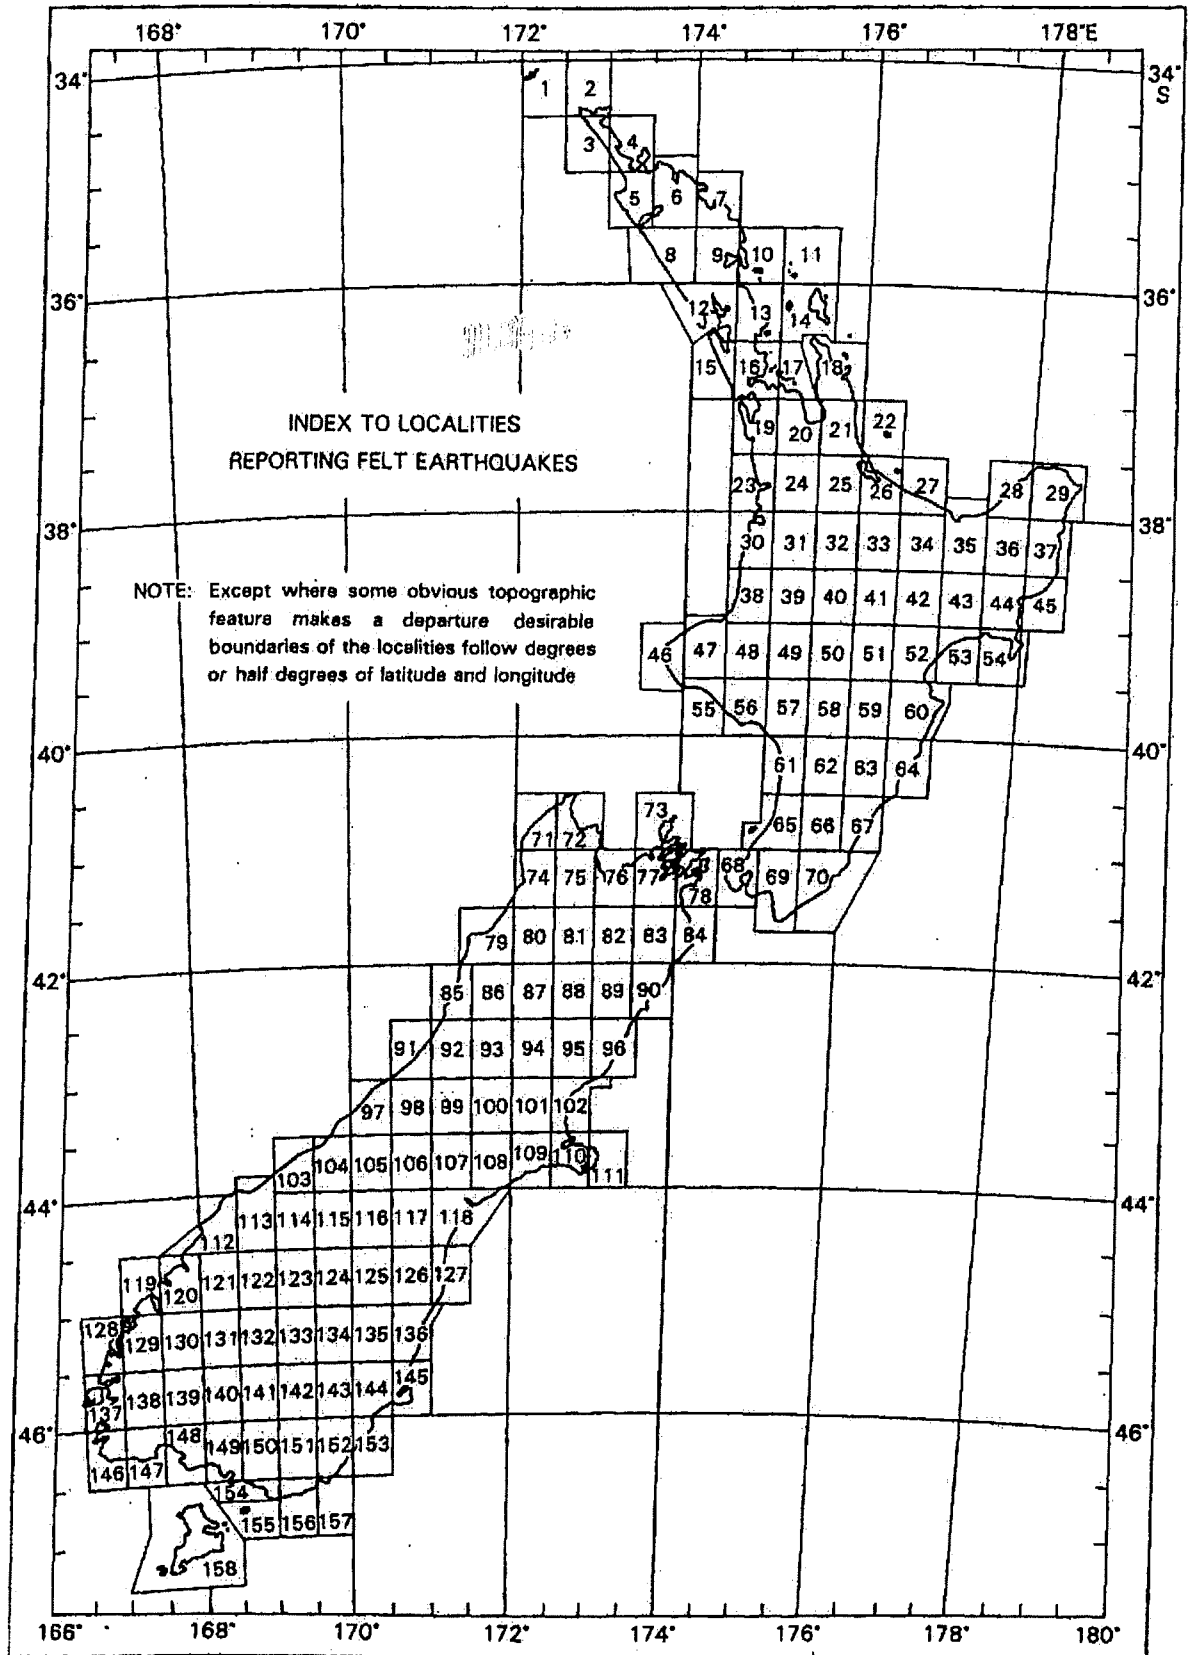 168° 170° 172° 174° 176° 178°E
34° 1 2 34°
S
3 4
5 6 7
8 9 10 11
36° 36°
12 13 14
15 16 17 18
INDEX TO LOCALITIES
REPORTING FELT EARTHQUAKES
19 20 21 22
23 24 25 26 27 28 29
38° 38°
30 31 32 33 34 35 36 37
NOTE: Except where some obvious topographic
feature makes a departure desirable
boundaries of the localities follow degrees
or half degrees of latitude and longitude
38 39 40 41 42 43 44 45
46 47 48 49 50 51 52 53 54
55 56 57 58 59 60
40° 40°
61 62 63 64
73
71 72 65 66 67
74 75 76 77 68 69 70
78
79 80 81 82 83 84
42° 42°
85 86 87 88 89 90
91 92 93 94 95 96
97 98 99 100 101 102
103 104 105 106 107 108 109 110 111
44° 44°
112 113 114 115 116 117 118
119 120 121 122 123 124 125 126 127
128 129 130 131 132 133 134 135 136
137 138 139 140 141 142 143 144 145
46° 46°
146 147 148 149 150 151 152 153
154
155 156 157
158
166° 168° 170° 172° 174° 176° 178° 180°